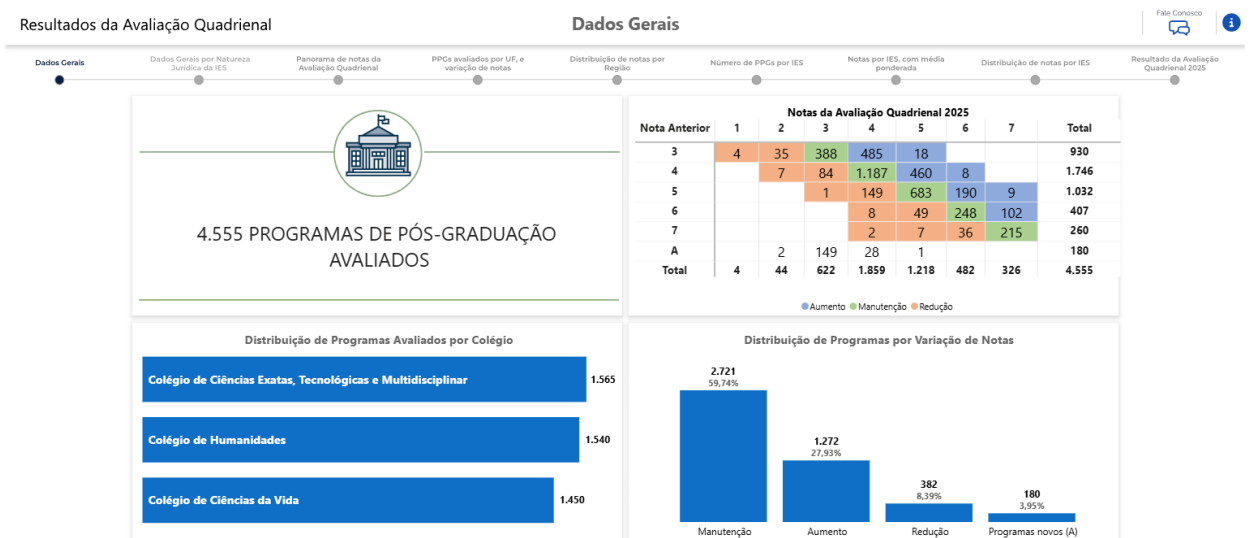 Resultados da Avaliação Quadrienal
Dados Gerais
Fale Conosco
Dados Gerais
Dados Gerais por Natureza
Jurídica da IES
Panorama de notas da
Avaliação Quadrienal
PPGs avaliados por UF, e
variação de notas
Distribuição de notas por
Região
Número de PPGs por IES
Notas por IES, com média
ponderada
Distribuição de notas por IES
Resultado da Avaliação
Quadrienal 2025
4.555 PROGRAMAS DE PÓS-GRADUAÇÃO
AVALIADOS
Notas da Avaliação Quadrienal 2025
Nota Anterior 1 2 3 4 5 6 7 Total
3 4 35 388 485 18 930
4 7 84 1.187 460 8 1.746
5 1 149 683 190 9 1.032
6 8 49 248 102 407
7 2 7 36 215 260
A 2 149 28 1 180
Total 4 44 622 1.859 1.218 482 326 4.555
Aumento Manutenção Redução
Distribuição de Programas Avaliados por Colégio
Colégio de Ciências Exatas, Tecnológicas e Multidisciplinar 1.565
Colégio de Humanidades 1.540
Colégio de Ciências da Vida 1.450
Distribuição de Programas por Variação de Notas
2.721
59,74%
1.272
27,93%
382
8,39%
180
3,95%
Manutenção Aumento Redução Programas novos (A)